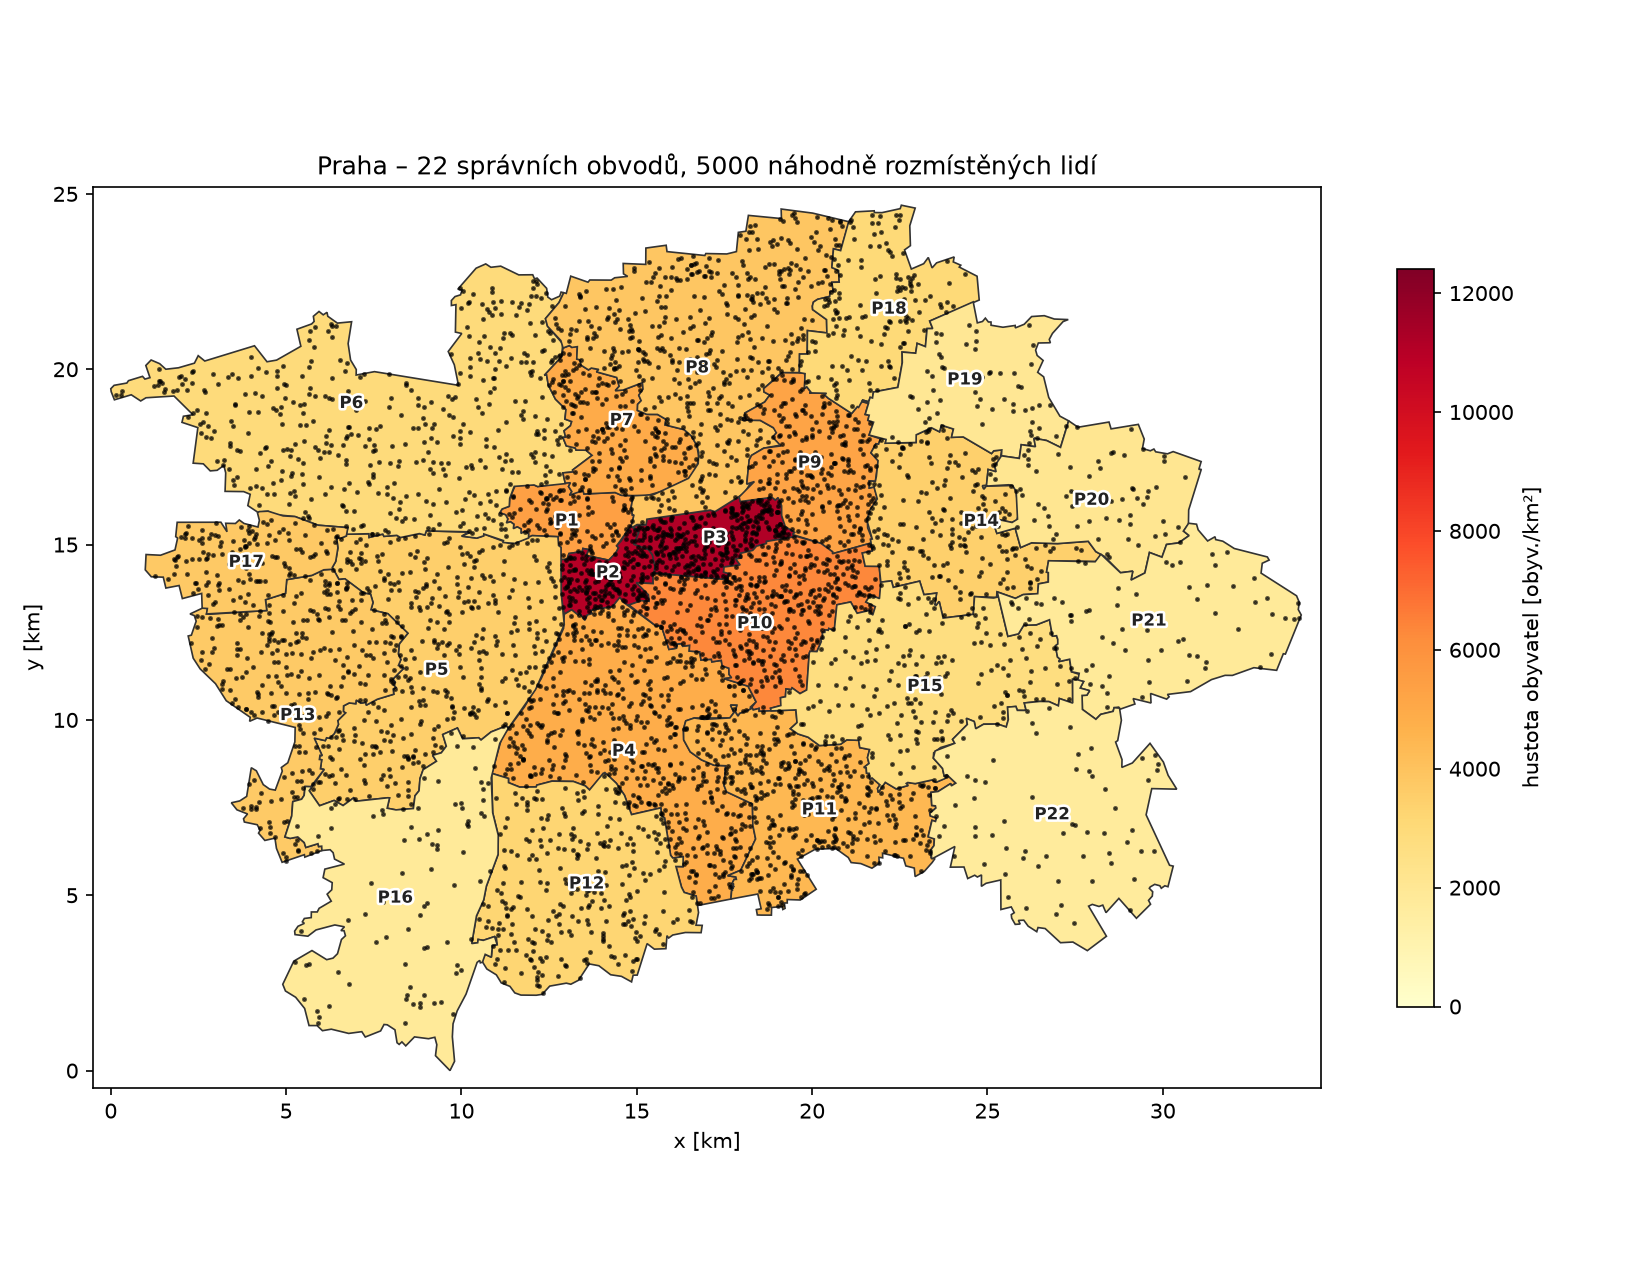 Praha – 22 správních obvodů, 5000 náhodně rozmístěných lidí
25
20
15
10
5
0
y [km]
P18
P8
P19
P6
P7
P9
P20
P1
P14
P3
P17
P2
P21
P10
P5
P15
P13
P4
P11
P22
P12
P16
0
5
10
15
20
25
30
x [km]
12000
10000
8000
6000
4000
2000
0
hustota obyvatel [obyv./km²]